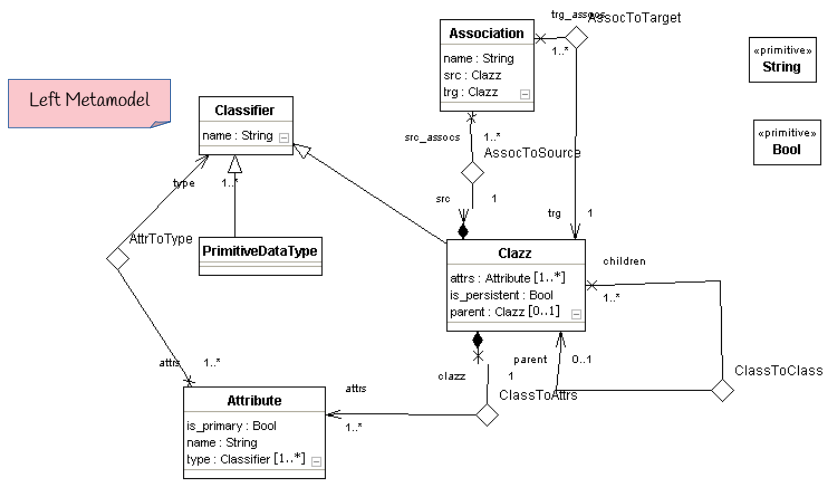 trg_assocs
AssocToTarget
Association
name : String
src : Clazz
trg : Clazz
1..*
«primitive»
String
Left Metamodel
Classifier
name : String
«primitive»
Bool
src_assocs
1..*
AssocToSource
type
1..*
src
1
trg
1
AttrToType
PrimitiveDataType
Clazz
attrs : Attribute [1..*]
is_persistent : Bool
parent : Clazz [0..1]
children
1..*
attrs
1..*
parent
0..1
clazz
1
ClassToClass
Attribute
is_primary : Bool
name : String
type : Classifier [1..*]
attrs
1..*
ClassToAttrs